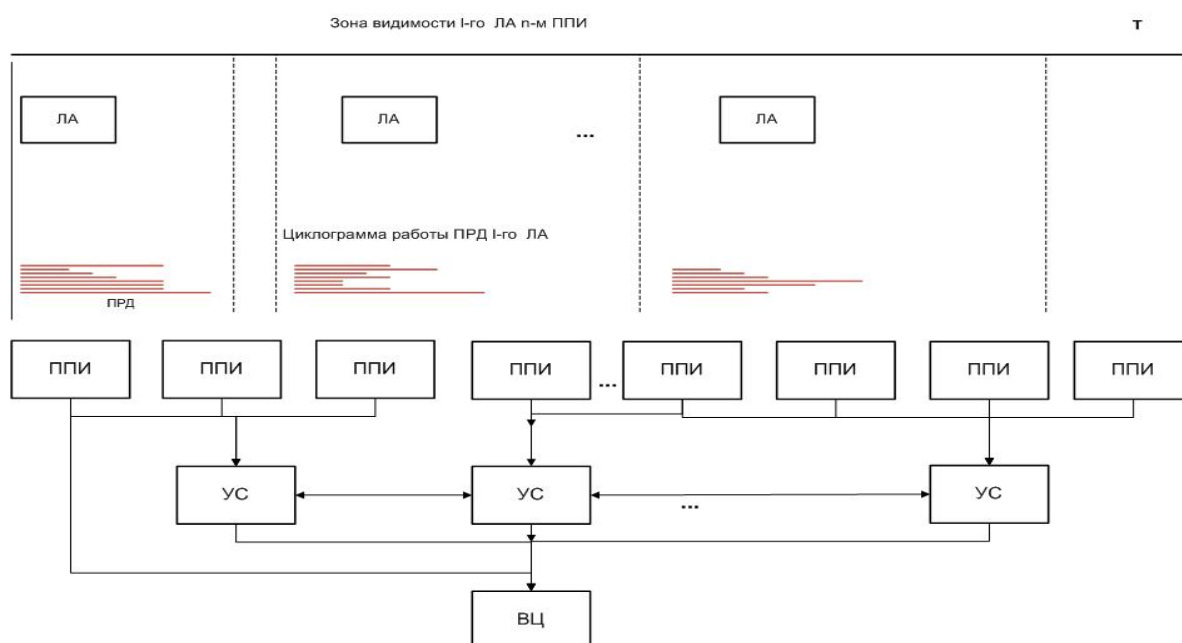 Зона видимости I-го ЛА n-м ППИ
Т
ЛА
ЛА
...
ЛА
Циклограмма работы ПРД I-го ЛА
ПРД
ППИ
ППИ
ППИ
ППИ
...
ППИ
ППИ
ППИ
ППИ
УС
УС
...
УС
ВЦ